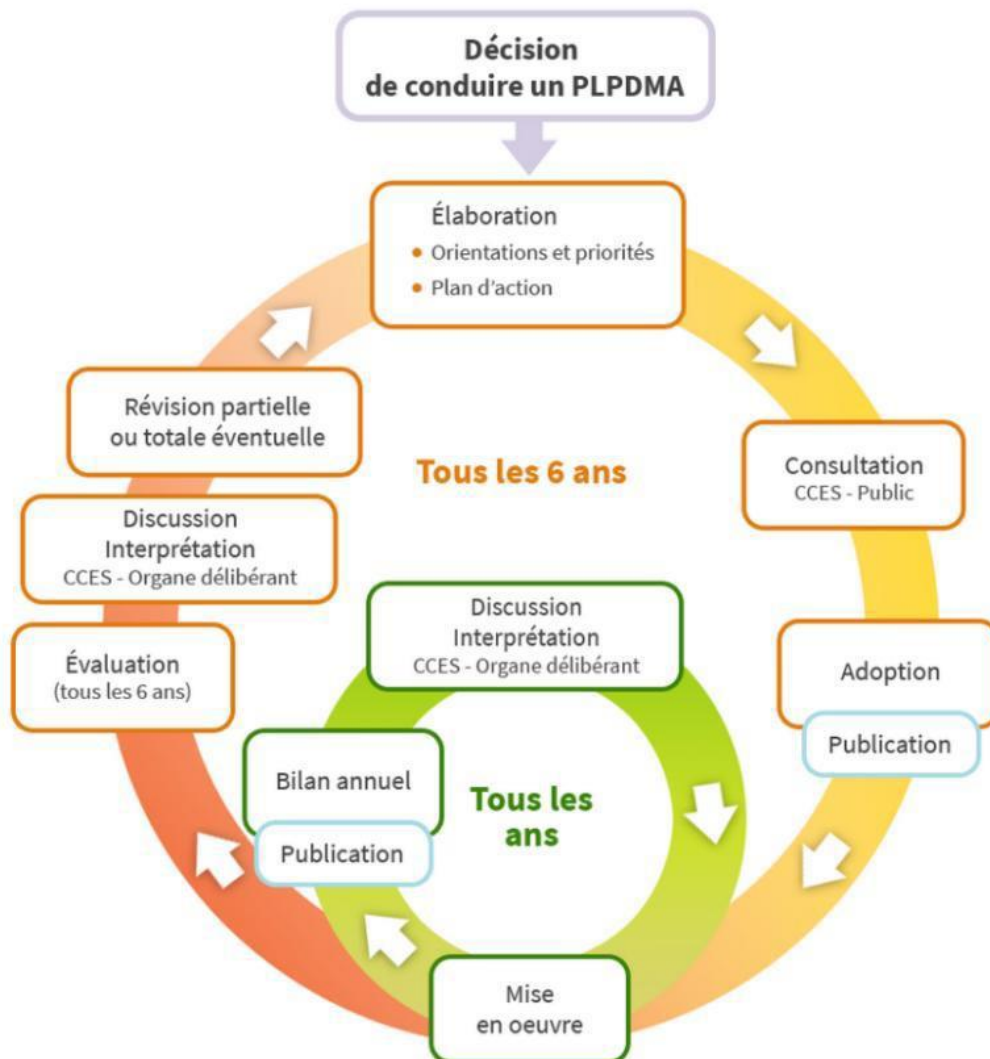 Décision
de conduire un PLPDMA
Élaboration
• Orientations et priorités
• Plan d'action
Révision partielle
ou totale éventuelle
Tous les 6 ans
Consultation
CCES - Public
Discussion
Interprétation
CCES - Organe délibérant
Discussion
Interprétation
CCES - Organe délibérant
Évaluation
(tous les 6 ans)
Adoption
Publication
Bilan annuel
Publication
Tous les
ans
Mise
en oeuvre